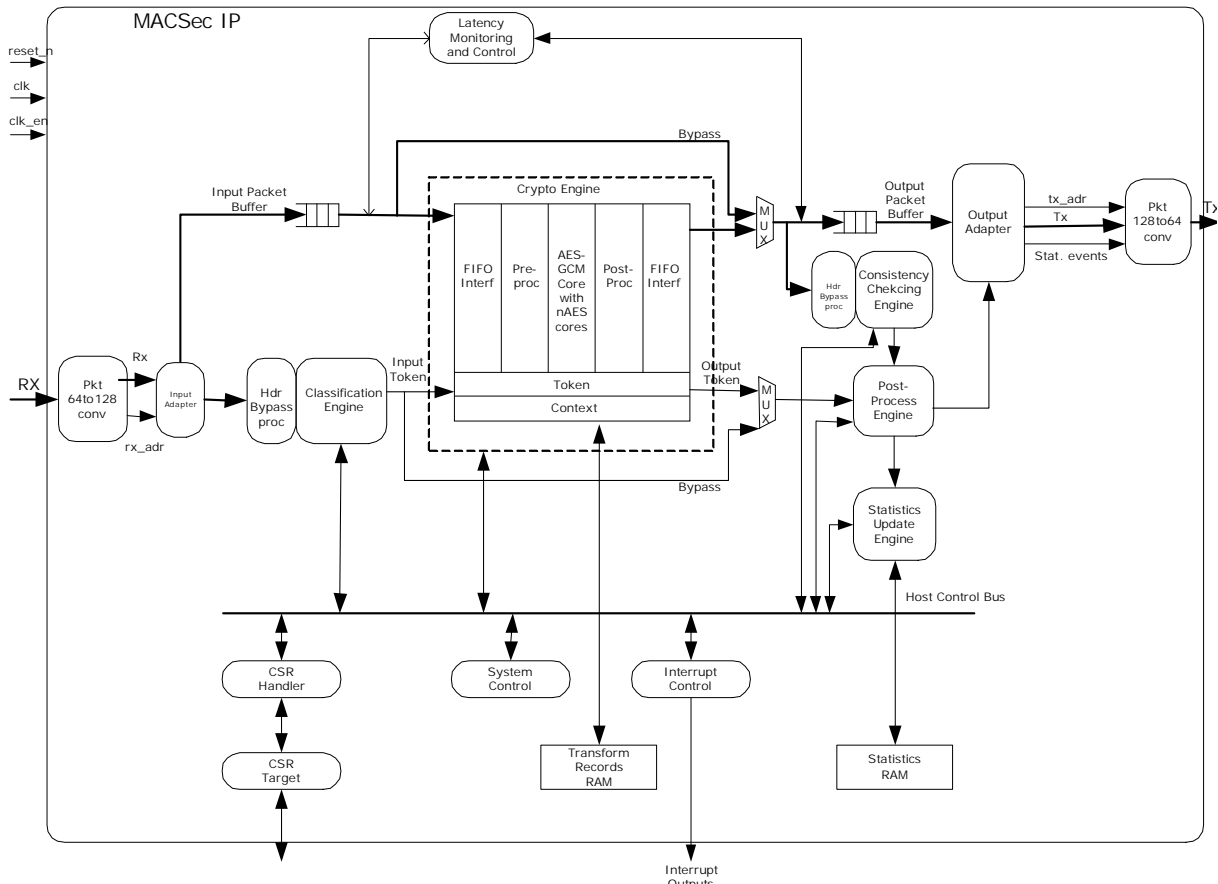 MACSec IP
reset_n
clk
clk_en
Latency
Monitoring
and Control
Bypass
Input Packet
Buffer
Crypto Engine
FIFO
Interf
Pre-
proc
AES-
GCM
Core
with
nAES
cores
Post-
Proc
FIFO
Interf
Token
Context
M
U
X
Output
Packet
Buffer
Output
Adapter
tx_adr
Tx
Stat. events
Pkt
128to64
conv
Tx
Hdr
Bypass
proc
Consistency
Chekcing
Engine
RX
Pkt
64to128
conv
Rx
rx_adr
Input
Adapter
Hdr
Bypass
proc
Classification
Engine
Input
Token
Output
Token
M
U
X
Post-
Process
Engine
Bypass
Statistics
Update
Engine
Host Control Bus
CSR
Handler
System
Control
Interrupt
Control
CSR
Target
Transform
Records
RAM
Statistics
RAM
Interrupt
Outputs